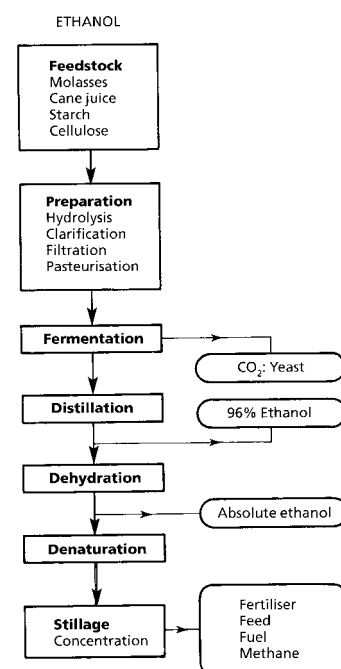 ETHANOL
Feedstock
Molasses
Cane juice
Starch
Cellulose
Preparation
Hydrolysis
Clarification
Filtration
Pasteurisation
Fermentation
CO₂: Yeast
Distillation
96% Ethanol
Dehydration
Absolute ethanol
Denaturation
Stillage
Concentration
Fertiliser
Feed
Fuel
Methane